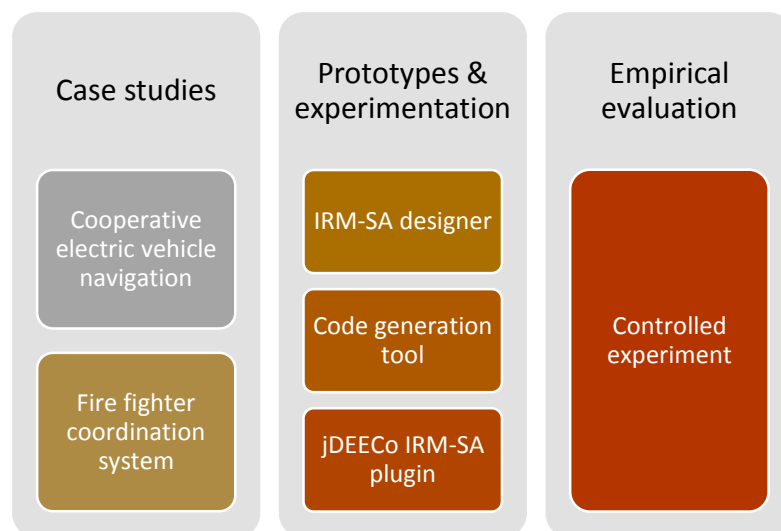 Case studies
Cooperative
electric vehicle
navigation
Fire fighter
coordination
system
Prototypes &
experimentation
IRM-SA designer
Code generation
tool
jDEECo IRM-SA
plugin
Empirical
evaluation
Controlled
experiment